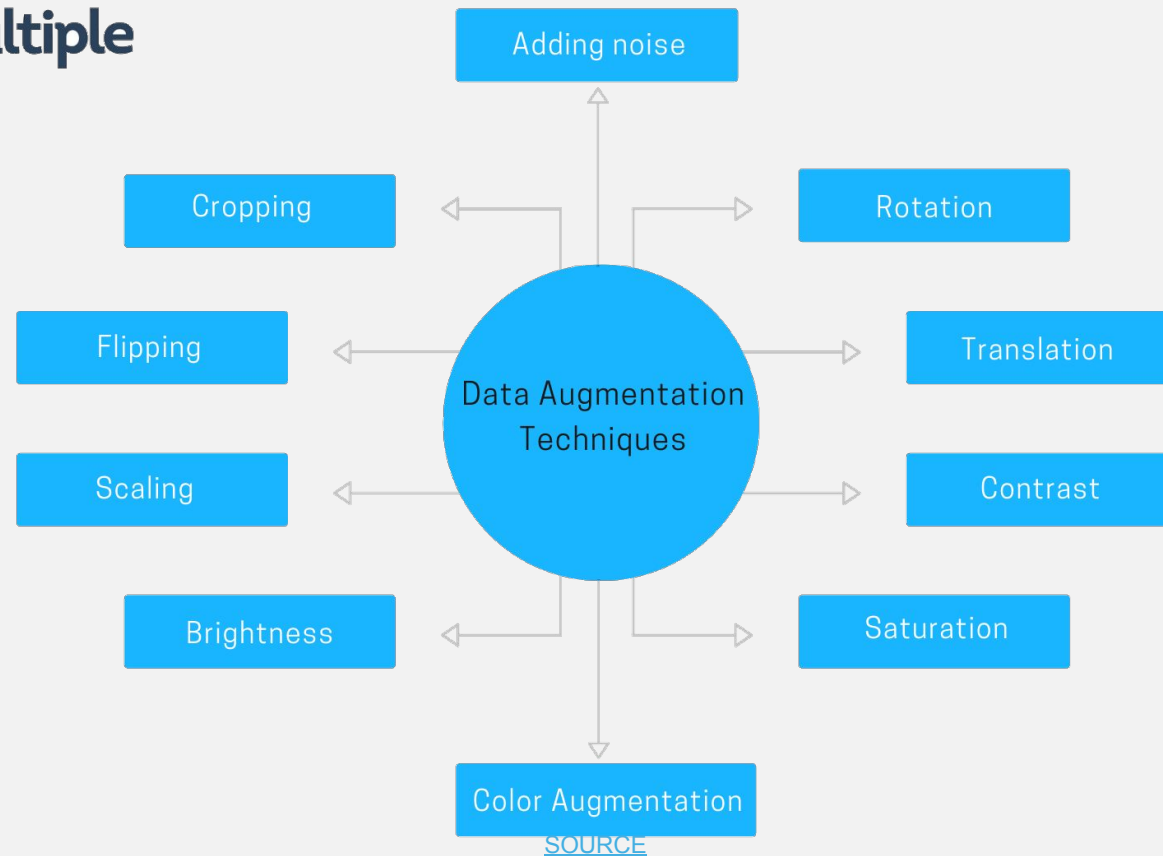 ltiple
Adding noise
Cropping
Rotation
Flipping
Translation
Data Augmentation
Techniques
Scaling
Contrast
Brightness
Saturation
Color Augmentation
SOURCE